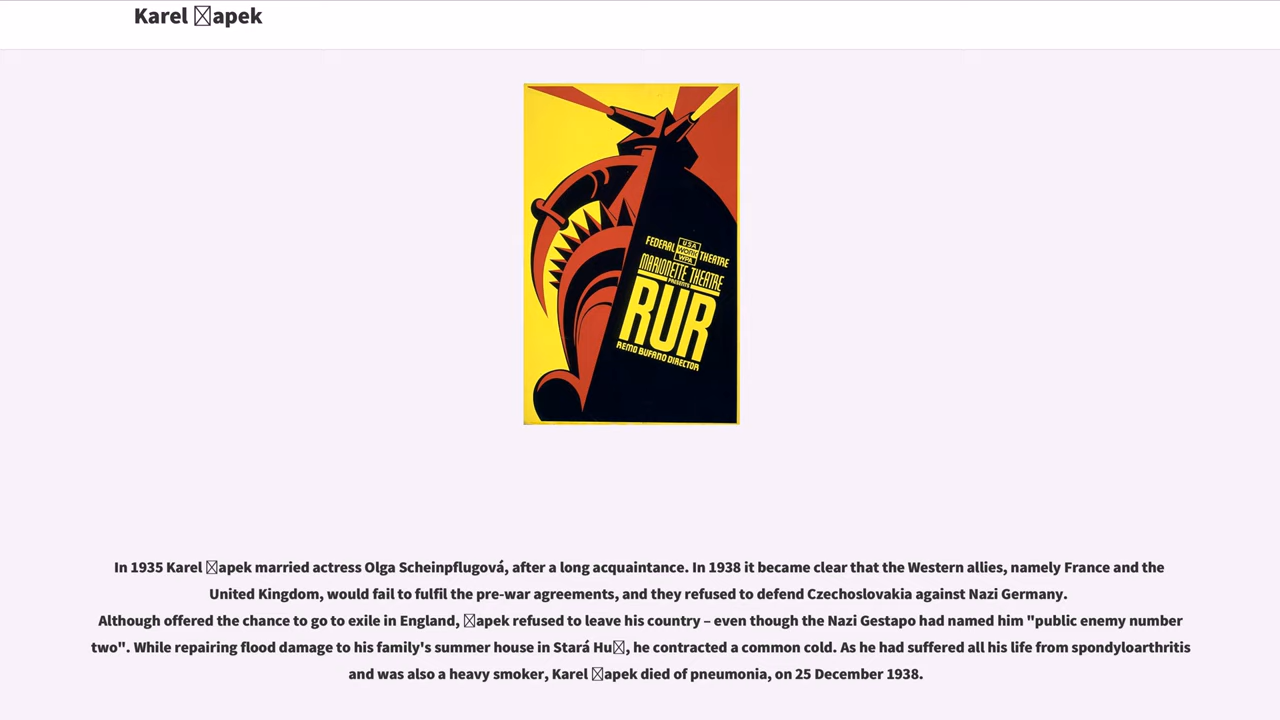 Karel ☒apek
FEDERAL USA WORK WPA THEATRE
MARIONETTE THEATRE
PRESENTS
RUR
REMO BUFANO DIRECTOR
In 1935 Karel ☒apek married actress Olga Scheinpflugová, after a long acquaintance. In 1938 it became clear that the Western allies, namely France and the
United Kingdom, would fail to fulfil the pre-war agreements, and they refused to defend Czechoslovakia against Nazi Germany.
Although offered the chance to go to exile in England, ☒apek refused to leave his country – even though the Nazi Gestapo had named him "public enemy number
two". While repairing flood damage to his family's summer house in Stará Hu☒, he contracted a common cold. As he had suffered all his life from spondyloarthritis
and was also a heavy smoker, Karel ☒apek died of pneumonia, on 25 December 1938.